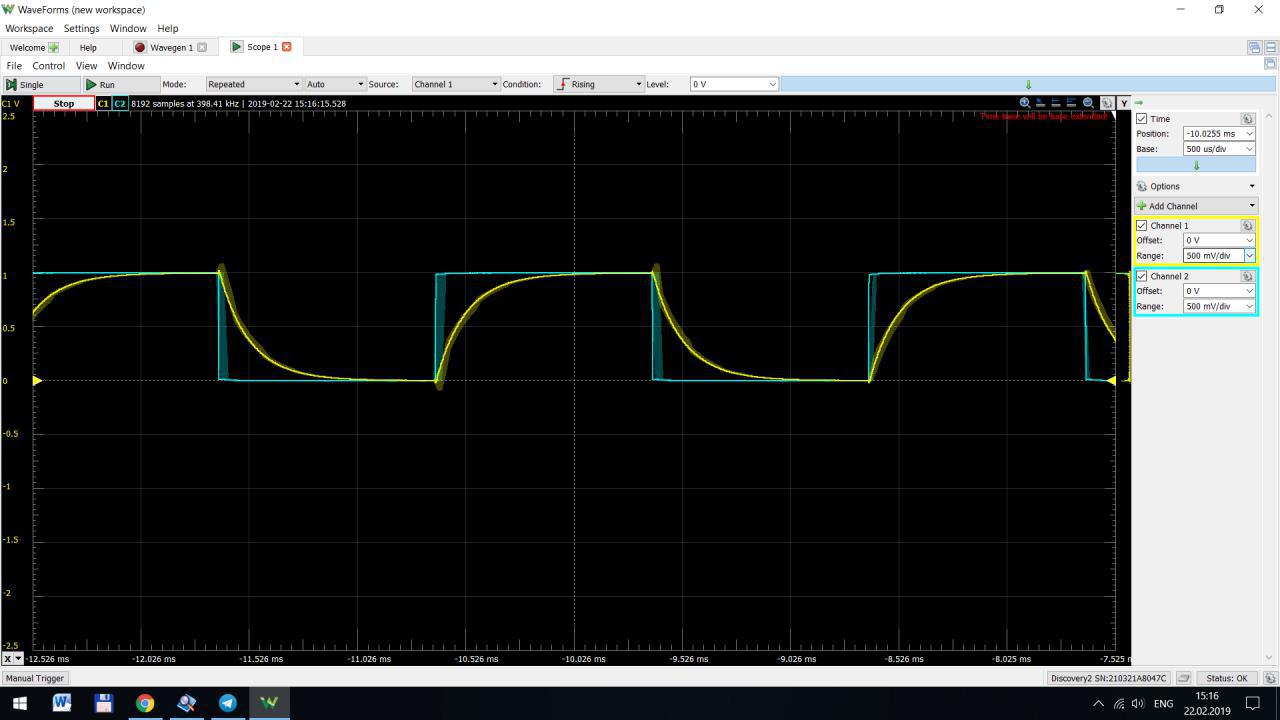 WaveForms (new workspace)
Workspace Settings Window Help
Welcome Help Wavegen 1 Scope 1
File Control View Window
Single Run Mode: Repeated Auto Source: Channel 1 Condition: Rising Level: 0 V
C1 V Stop C1 C2 8192 samples at 398.41 kHz | 2019-02-22 15:16:15.528 Y
Time base will be base extended!
2.5
2
1.5
1
0.5
0
-0.5
-1
-1.5
-2
-2.5
X -12.526 ms -12.026 ms -11.526 ms -11.026 ms -10.526 ms -10.026 ms -9.526 ms -9.026 ms -8.526 ms -8.025 ms -7.525 m
Time
Position: -10.0255 ms
Base: 500 us/div
Options
Add Channel
Channel 1
Offset: 0 V
Range: 500 mV/div
Channel 2
Offset: 0 V
Range: 500 mV/div
Manual Trigger Discovery2 SN:210321A8047C Status: OK
ENG 15:16
22.02.2019